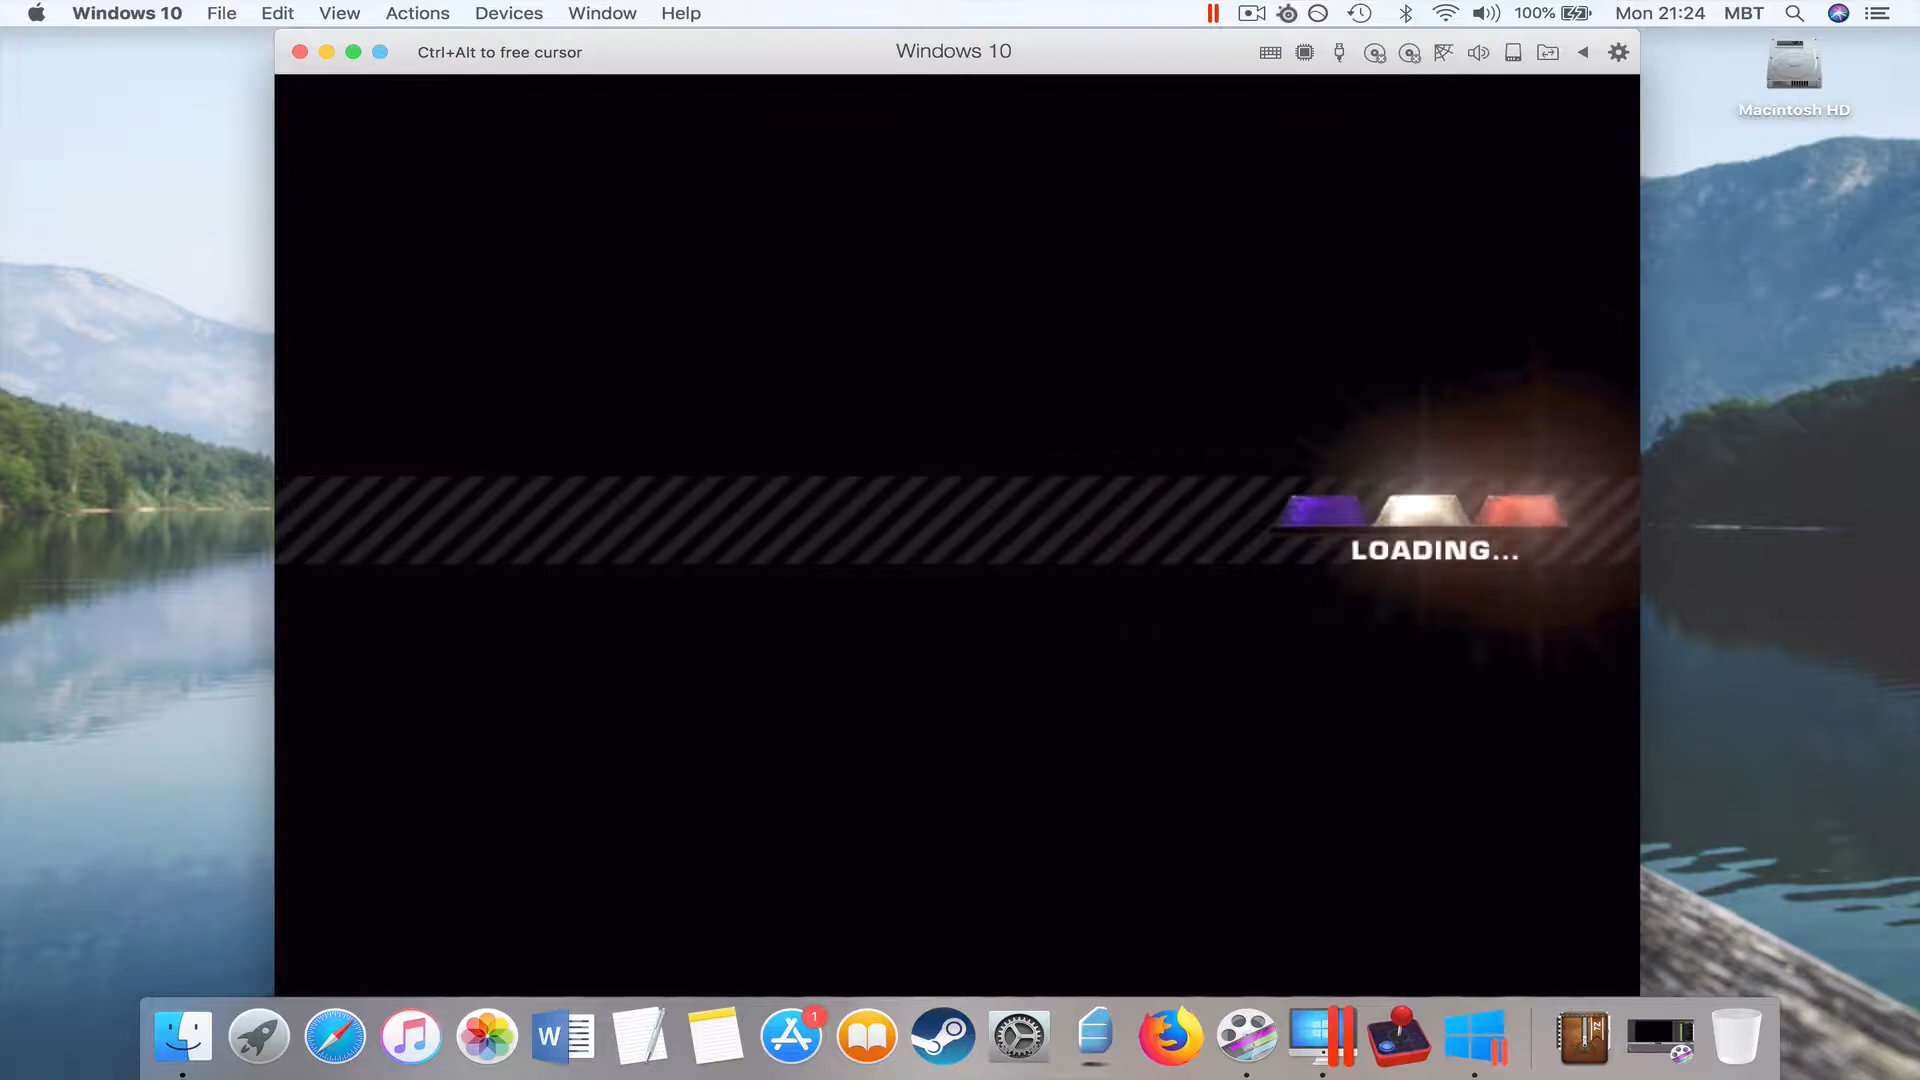 Windows 10 File Edit View Actions Devices Window Help 100% Mon 21:24 MBT
Ctrl+Alt to free cursor Windows 10
Macintosh HD
LOADING...
1
W